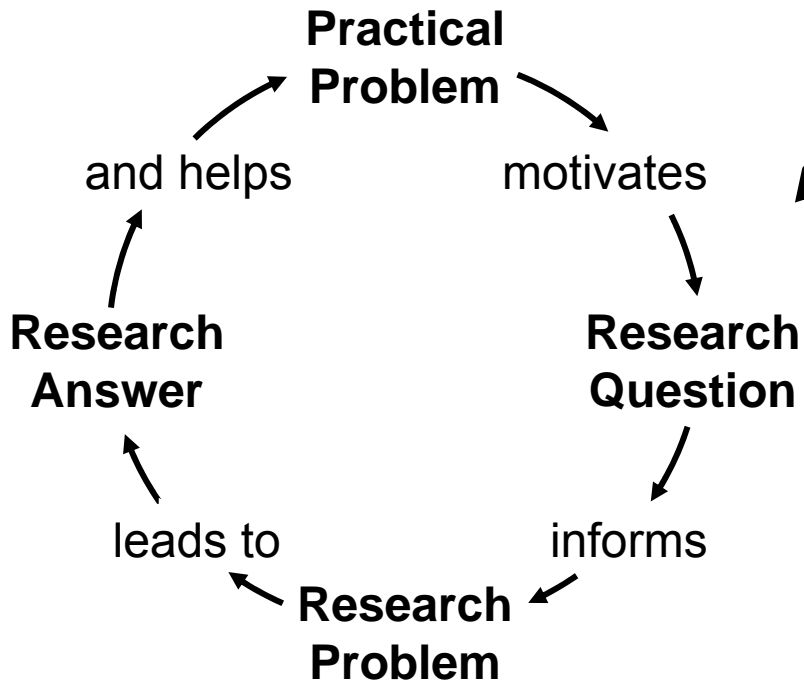 Practical
Problem
motivates
Research
Question
informs
Research
Problem
leads to
Research
Answer
and helps